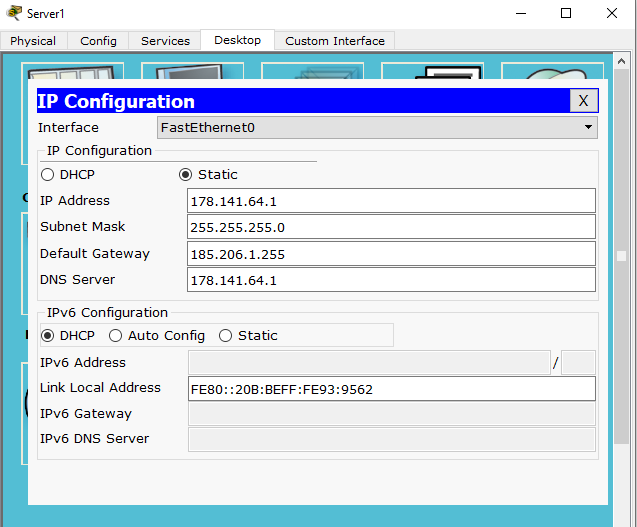 Server1
Physical Config Services Desktop Custom Interface
IP Configuration X
Interface FastEthernet0
IP Configuration
DHCP Static
IP Address 178.141.64.1
Subnet Mask 255.255.255.0
Default Gateway 185.206.1.255
DNS Server 178.141.64.1
IPv6 Configuration
DHCP Auto Config Static
IPv6 Address /
Link Local Address FE80::20B:BEFF:FE93:9562
IPv6 Gateway
IPv6 DNS Server